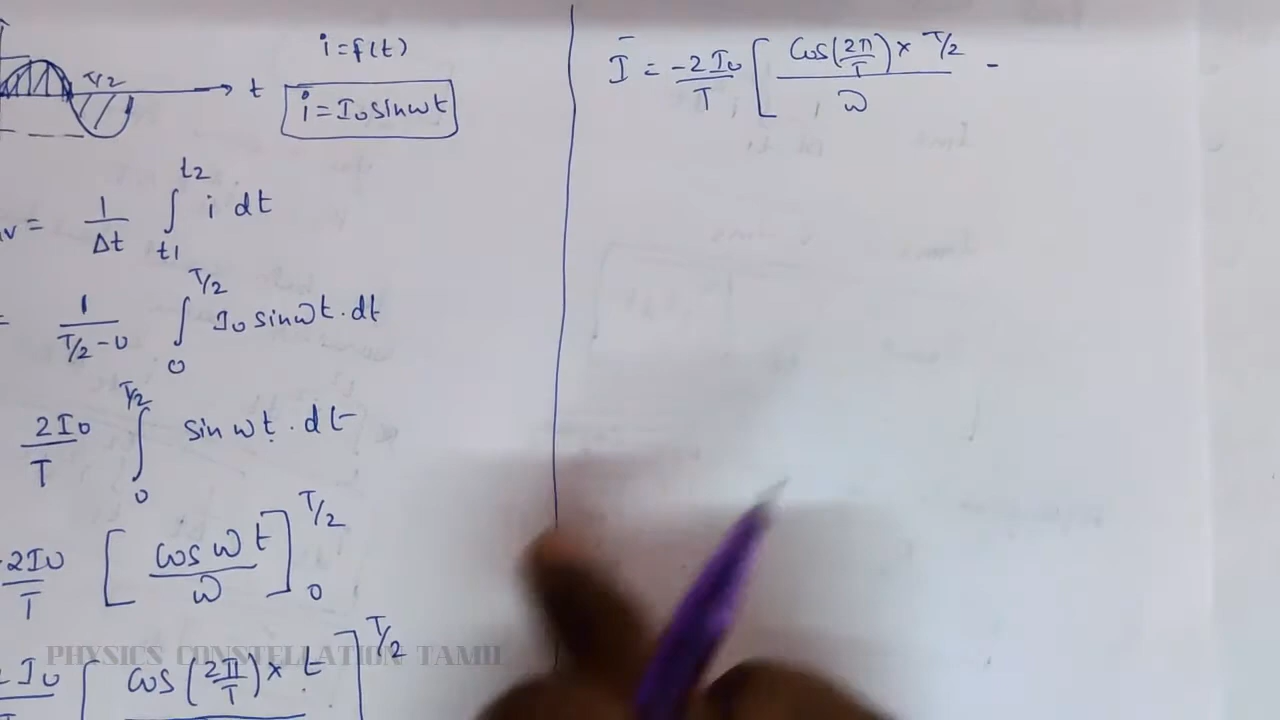 T/2
t
i = f(t)
i = I₀ sin ωt
av = 1/Δt ∫t1^t2 i dt
= 1/(T/2 - 0) ∫0^T/2 I₀ sin ωt . dt
2I₀/T ∫0^T/2 sin ωt . dt
-2I₀/T [cos ωt/ω]0^T/2
I₀ [cos (2π/T) × t]^T/2
PHYSICS CONSTELLATION TAMIL
Ī = -2I₀/T [cos (2π/T) × T/2 / ω -